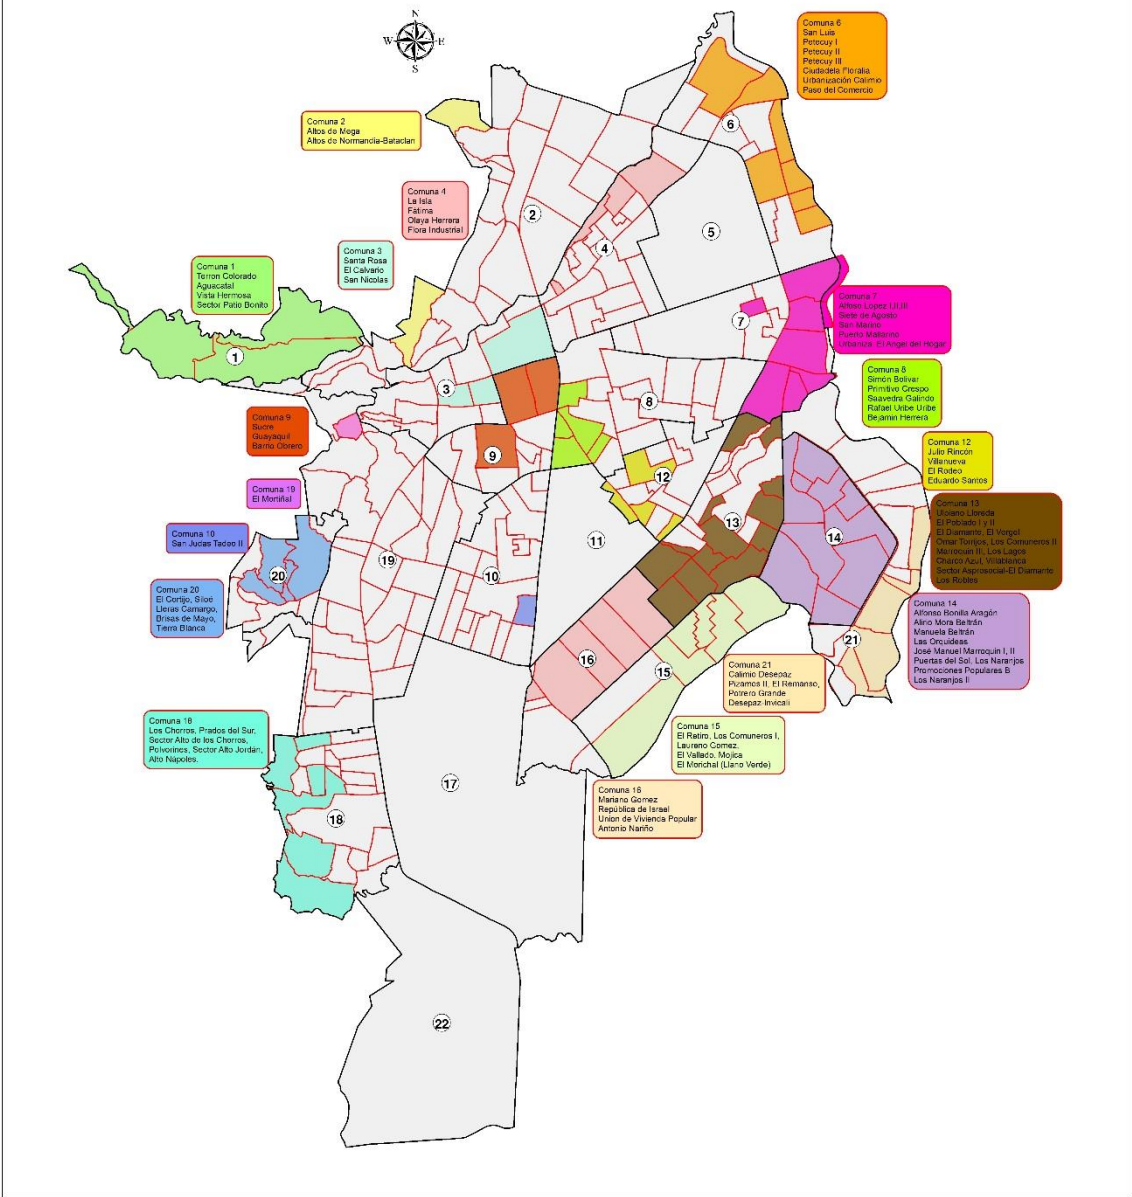 N
W
E
S
Comuna 6
San Luis
Petecuy I
Petecuy II
Petecuy III
Ciudadela Floralia
Urbanización Calimio
Paso del Comercio
Comuna 2
Altos de Mega
Altos de Normandia-Bataclan
Comuna 4
La Isla
Fátima
Olaya Herrera
Flora Industrial
Comuna 3
Santa Rosa
El Calvario
San Nicolas
Comuna 1
Terron Colorado
Aguacatal
Vista Hermosa
Sector Patio Bonito
Comuna 7
Alfoso Lopez I,II,III
Siete de Agosto
San Marino
Puerto Mallarino
Urbaniza. El Angel del Hogar
Comuna 8
Simón Bolivar
Primitivo Crespo
Saavedra Galindo
Rafael Uribe Uribe
Bejamin Herrera
Comuna 9
Sucre
Guayaquil
Barrio Obrero
Comuna 12
Julio Rincón
Villanueva
El Rodeo
Eduardo Santos
Comuna 19
El Mortiñal
Comuna 13
Ulpiano Lloreda
El Poblado I y II
El Diamante, El Vergel
Omar Torrijos, Los Comuneros II
Marroquin III, Los Lagos
Charco Azul, Villablanca
Sector Asprosocial-El Diamante
Los Robles
Comuna 10
San Judas Tadeo II
Comuna 20
El Cortijo, Siloé
Lleras Camargo,
Brisas de Mayo,
Tierra Blanca
Comuna 14
Alfonso Bonilla Aragón
Alirio Mora Beltrán
Manuela Beltrán
Las Orquideas
José Manuel Marroquin I, II
Puertas del Sol, Los Naranjos
Promociones Populares B
Los Naranjos II
Comuna 21
Calimio Desepaz
Pizamos II, El Remanso,
Potrero Grande
Desepaz-Invicali
Comuna 18
Los Chorros, Prados del Sur,
Sector Alto de los Chorros,
Polvorines, Sector Alto Jordán,
Alto Nápoles.
Comuna 15
El Retiro, Los Comuneros I,
Laureno Gomez,
El Vallado, Mojica
El Morichal (Llano Verde)
Comuna 16
Mariano Gomez
República de Israel
Union de Vivienda Popular
Antonio Nariño
6
2
5
4
7
1
3
8
9
12
13
14
11
19
10
20
21
16
15
17
18
22